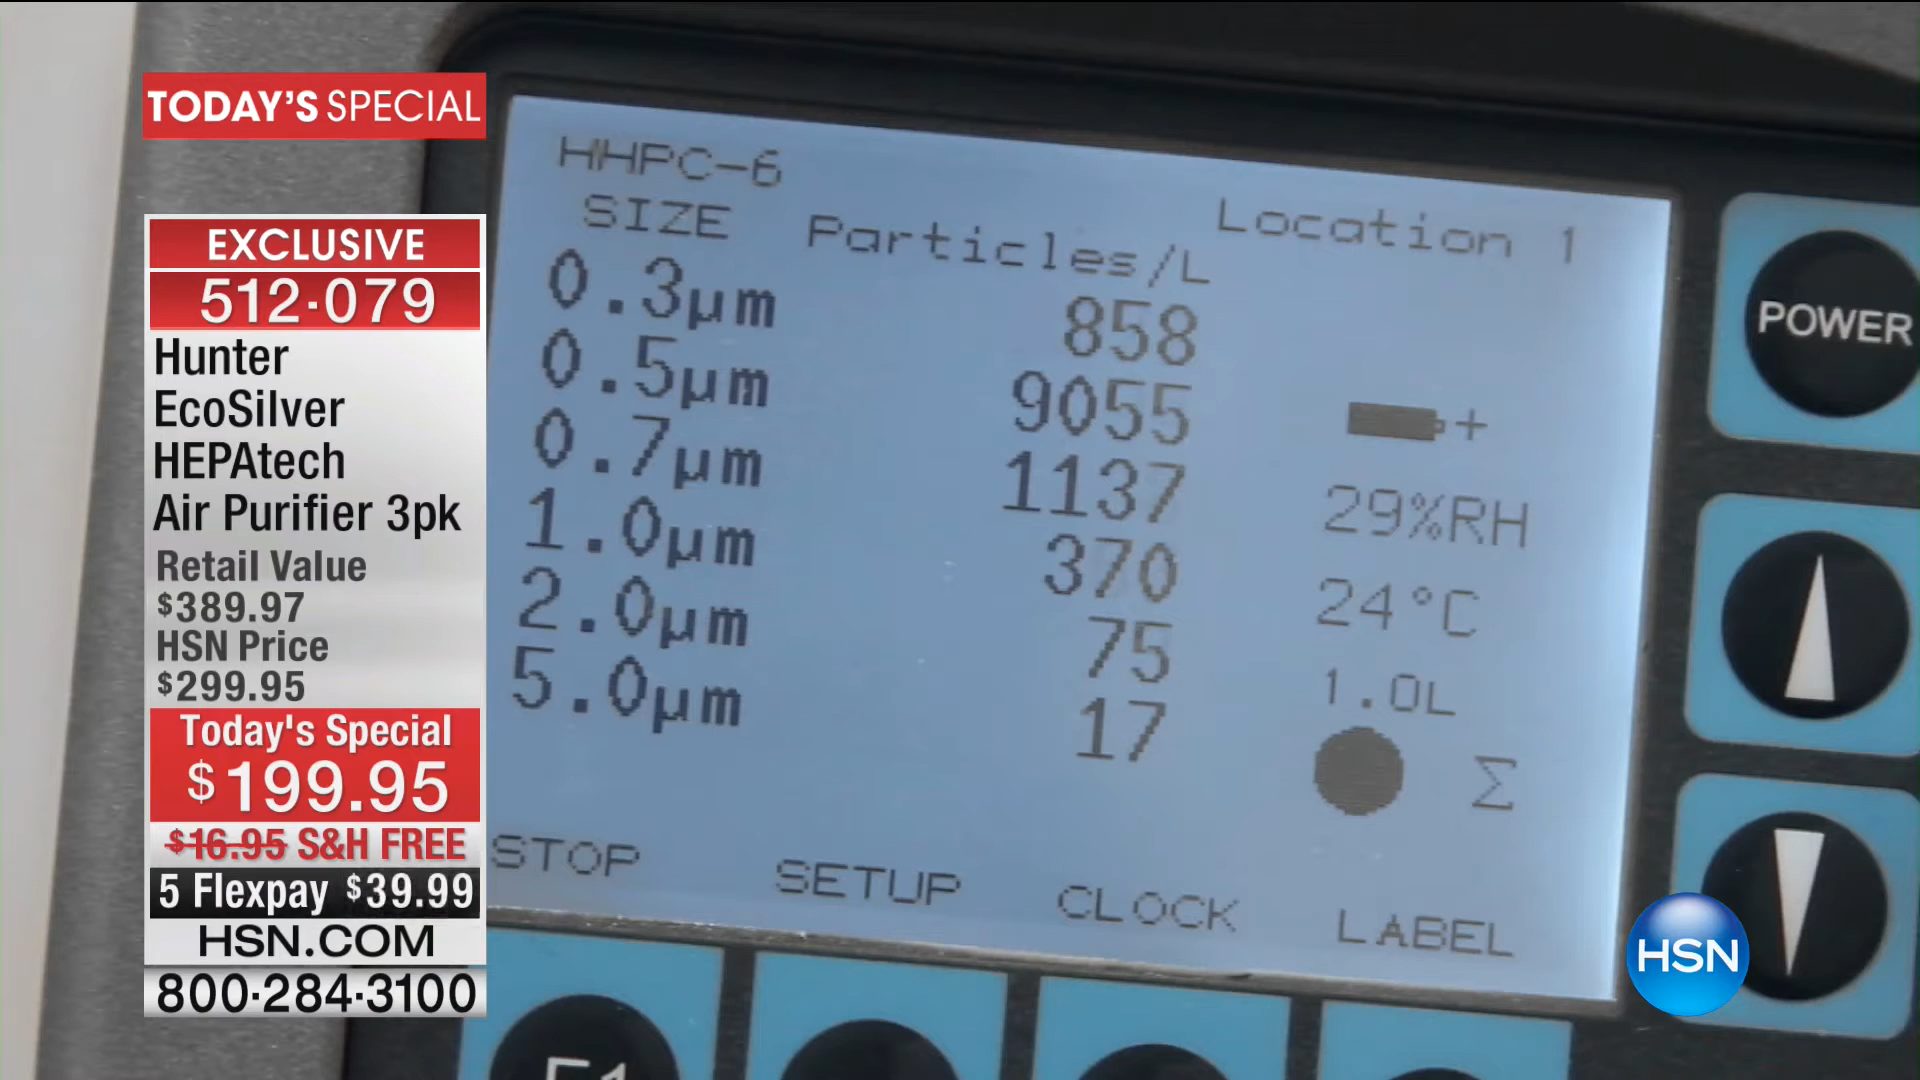 TODAY'S SPECIAL
EXCLUSIVE
512·079
Hunter
EcoSilver
HEPAtech
Air Purifier 3pk
Retail Value
$389.97
HSN Price
$299.95
Today's Special
$199.95
$16.95 S&H FREE
5 Flexpay $39.99
HSN.COM
800·284·3100
HHPC-6
SIZE Particles/L Location 1
0.3µm 858
0.5µm 9055
0.7µm 1137
1.0µm 370
2.0µm 75
5.0µm 17
+
29%RH
24°C
1.0L
Σ
STOP SETUP CLOCK LABEL
POWER
F1
HSN